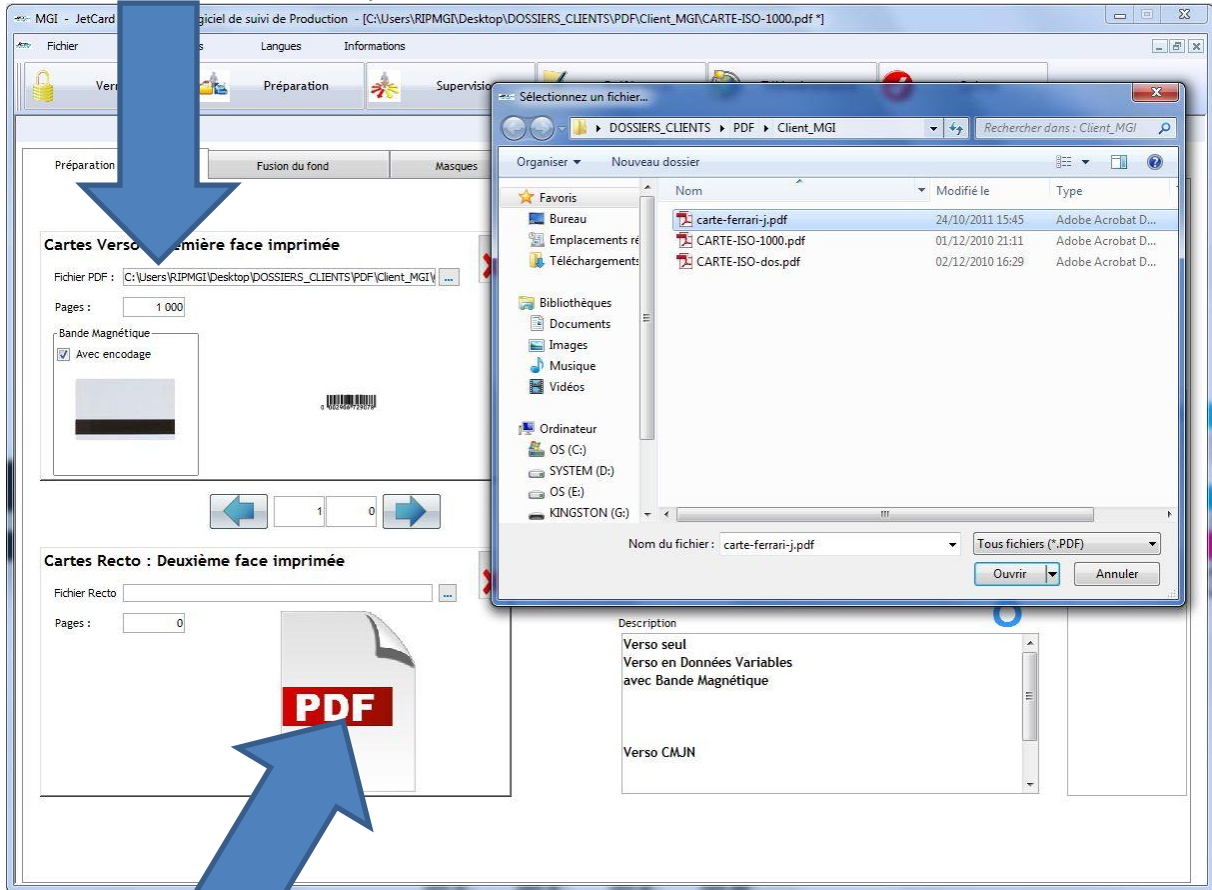 MGI - JetCard giciel de suivi de Production - [C:\Users\RIPMGI\Desktop\DOSSIERS_CLIENTS\PDF\Client_MGI\CARTE-ISO-1000.pdf *]
Fichier Langues Informations
Préparation Supervisio
Sélectionnez un fichier...
DOSSIERS_CLIENTS PDF Client_MGI Rechercher dans : Client_MGI
Organiser Nouveau dossier
Préparation Fusion du fond Masques
Favoris
Bureau
Emplacements ré
Téléchargements
Bibliothèques
Documents
Images
Musique
Vidéos
Ordinateur
OS (C:)
SYSTEM (D:)
OS (E:)
KINGSTON (G:)
Nom Modifié le Type
carte-ferrari-j.pdf 24/10/2011 15:45 Adobe Acrobat D...
CARTE-ISO-1000.pdf 01/12/2010 21:11 Adobe Acrobat D...
CARTE-ISO-dos.pdf 02/12/2010 16:29 Adobe Acrobat D...
Nom du fichier : carte-ferrari-j.pdf Tous fichiers (*.PDF)
Ouvrir Annuler
Cartes Verso emière face imprimée
Fichier PDF : C:\Users\RIPMGI\Desktop\DOSSIERS_CLIENTS\PDF\Client_MGI\ ...
Pages : 1 000
Bande Magnétique
Avec encodage
1 0
Cartes Recto : Deuxième face imprimée
Fichier Recto ...
Pages : 0
PDF
Description
Verso seul
Verso en Données Variables
avec Bande Magnétique
Verso CMJN